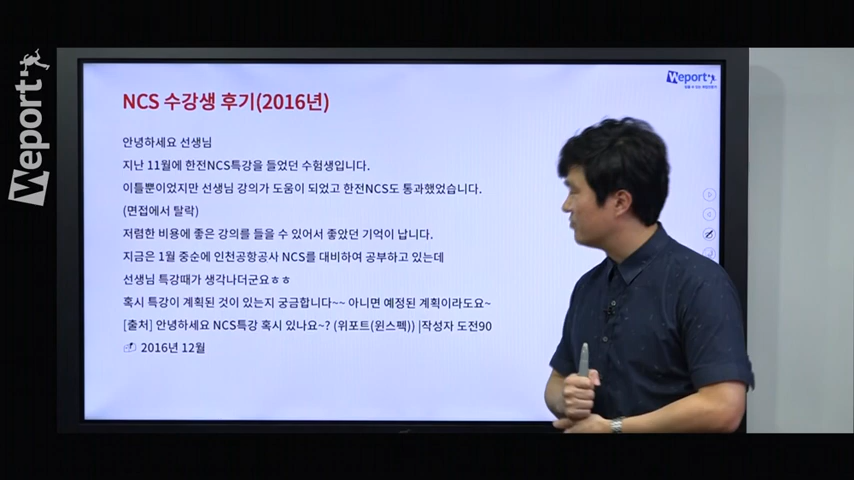 Weport
Weport
NCS 수강생 후기(2016년)
안녕하세요 선생님
지난 11월에 한전NCS특강을 들었던 수험생입니다.
이틀뿐이었지만 선생님 강의가 도움이 되었고 한전NCS도 통과했었습니다.
(면접에서 탈락)
저렴한 비용에 좋은 강의를 들을 수 있어서 좋았던 기억이 납니다.
지금은 1월 중순에 인천공항공사 NCS를 대비하여 공부하고 있는데
선생님 특강때가 생각나더군요ㅎㅎ
혹시 특강이 계획된 것이 있는지 궁금합니다~~ 아니면 예정된 계획이라도요~
[출처] 안녕하세요 NCS특강 혹시 있나요~? (위포트(윈스펙)) |작성자 도전90
2016년 12월